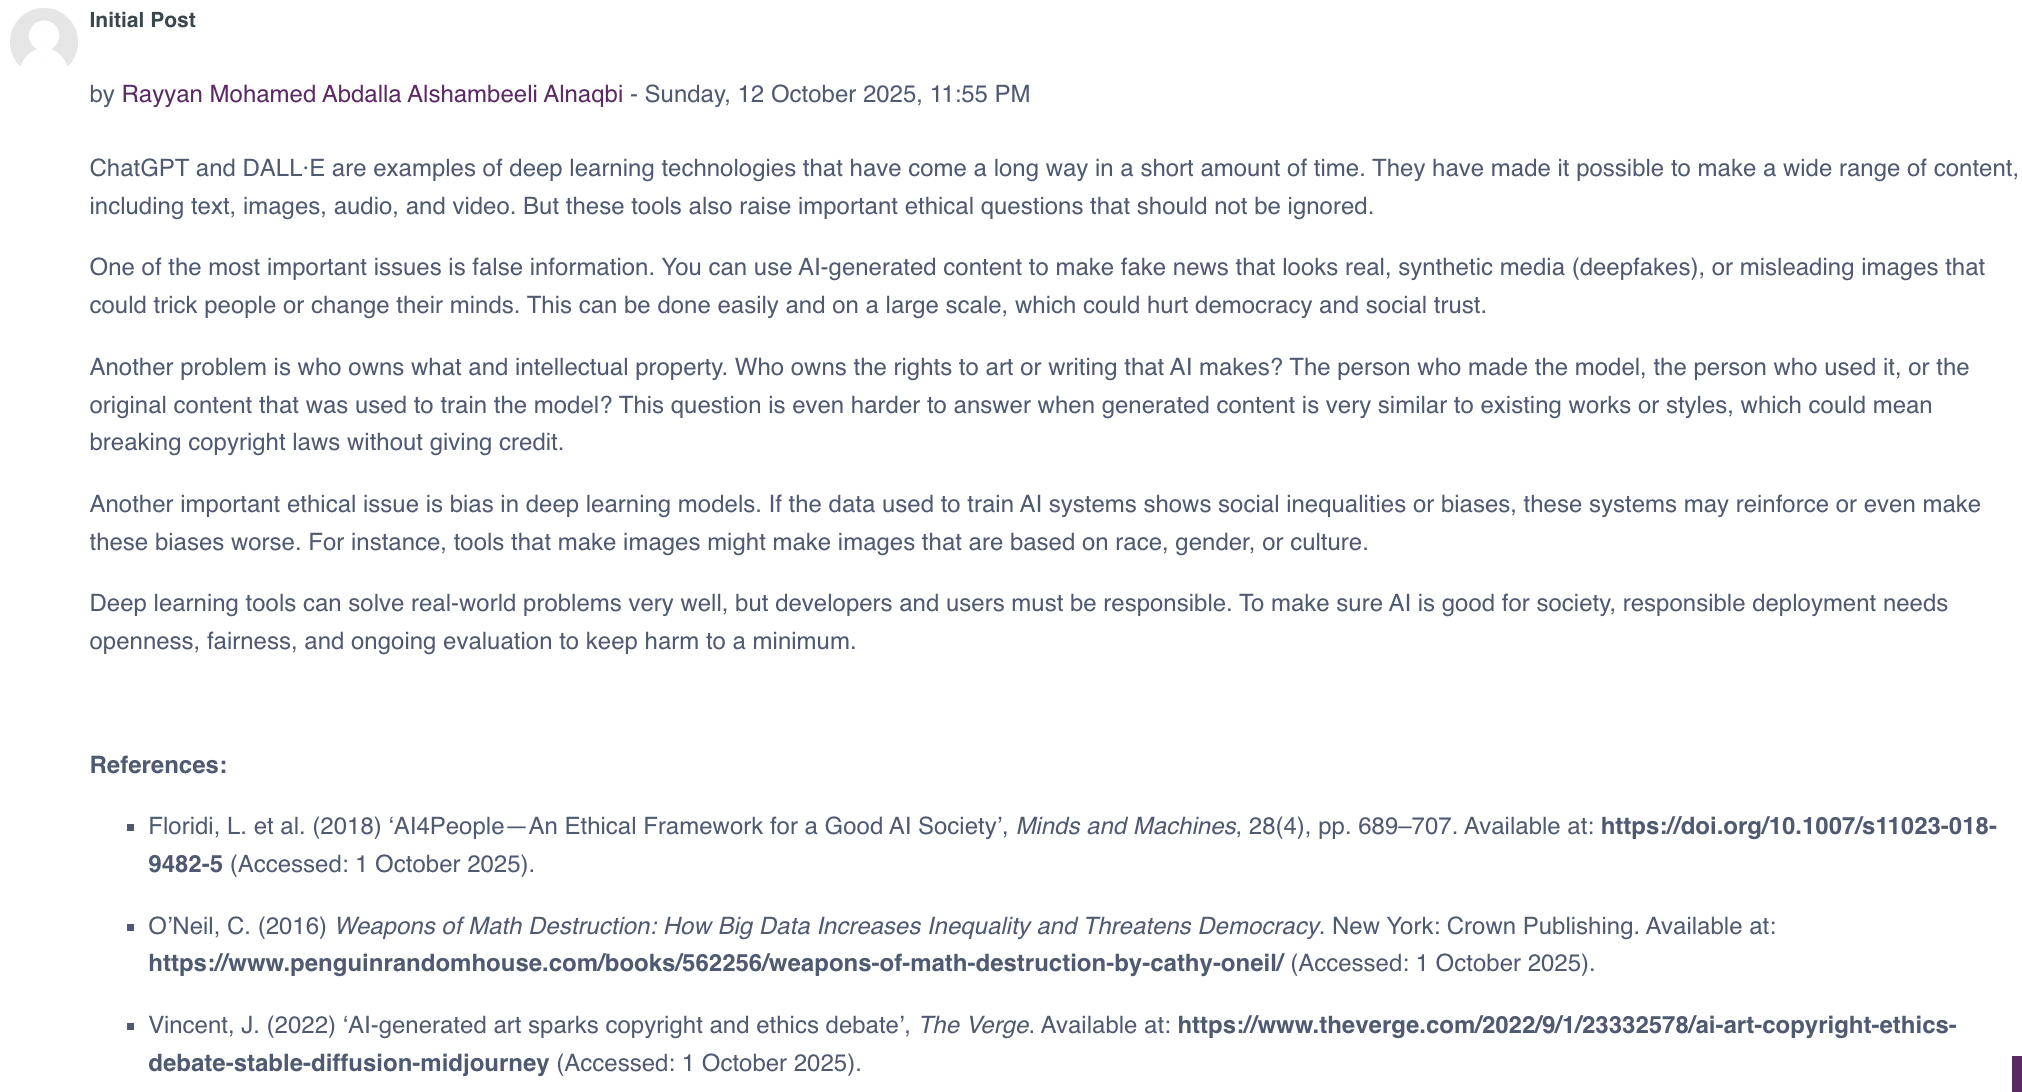 Initial Post
by Rayyan Mohamed Abdalla Alshambeeli Alnaqbi - Sunday, 12 October 2025, 11:55 PM
ChatGPT and DALL·E are examples of deep learning technologies that have come a long way in a short amount of time. They have made it possible to make a wide range of content,
including text, images, audio, and video. But these tools also raise important ethical questions that should not be ignored.
One of the most important issues is false information. You can use AI-generated content to make fake news that looks real, synthetic media (deepfakes), or misleading images that
could trick people or change their minds. This can be done easily and on a large scale, which could hurt democracy and social trust.
Another problem is who owns what and intellectual property. Who owns the rights to art or writing that AI makes? The person who made the model, the person who used it, or the
original content that was used to train the model? This question is even harder to answer when generated content is very similar to existing works or styles, which could mean
breaking copyright laws without giving credit.
Another important ethical issue is bias in deep learning models. If the data used to train AI systems shows social inequalities or biases, these systems may reinforce or even make
these biases worse. For instance, tools that make images might make images that are based on race, gender, or culture.
Deep learning tools can solve real-world problems very well, but developers and users must be responsible. To make sure AI is good for society, responsible deployment needs
openness, fairness, and ongoing evaluation to keep harm to a minimum.
References:
▪ Floridi, L. et al. (2018) ‘AI4People—An Ethical Framework for a Good AI Society’, Minds and Machines, 28(4), pp. 689–707. Available at: https://doi.org/10.1007/s11023-018-
9482-5 (Accessed: 1 October 2025).
▪ O’Neil, C. (2016) Weapons of Math Destruction: How Big Data Increases Inequality and Threatens Democracy. New York: Crown Publishing. Available at:
https://www.penguinrandomhouse.com/books/562256/weapons-of-math-destruction-by-cathy-oneil/ (Accessed: 1 October 2025).
▪ Vincent, J. (2022) ‘AI-generated art sparks copyright and ethics debate’, The Verge. Available at: https://www.theverge.com/2022/9/1/23332578/ai-art-copyright-ethics-
debate-stable-diffusion-midjourney (Accessed: 1 October 2025).